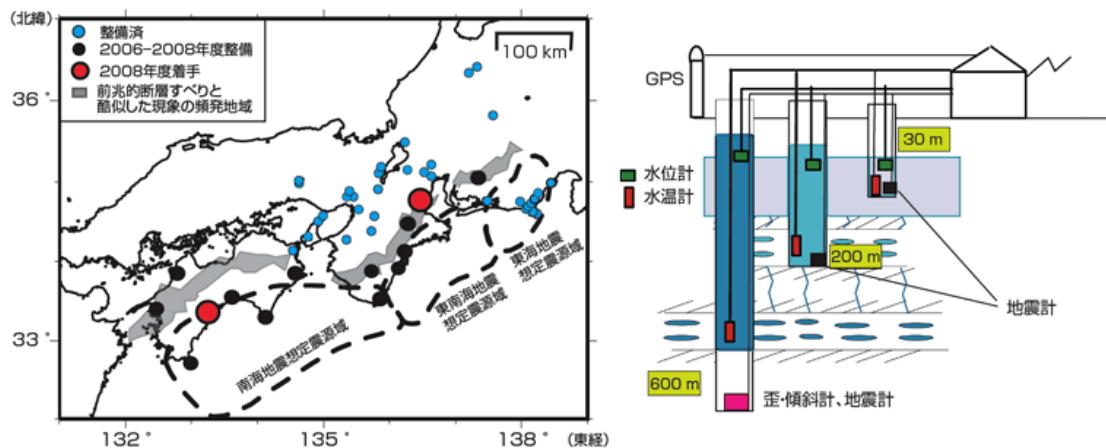 (北緯)
36°
33°
132°
135°
138°
(東経)
整備済
2006-2008年度整備
2008年度着手
前兆的断層すべりと
酷似した現象の頻発地域
100 km
東海地震
想定震源域
東南海地震
想定震源域
南海地震想定震源域
GPS
水位計
水温計
30 m
200 m
600 m
地震計
歪・傾斜計、地震計